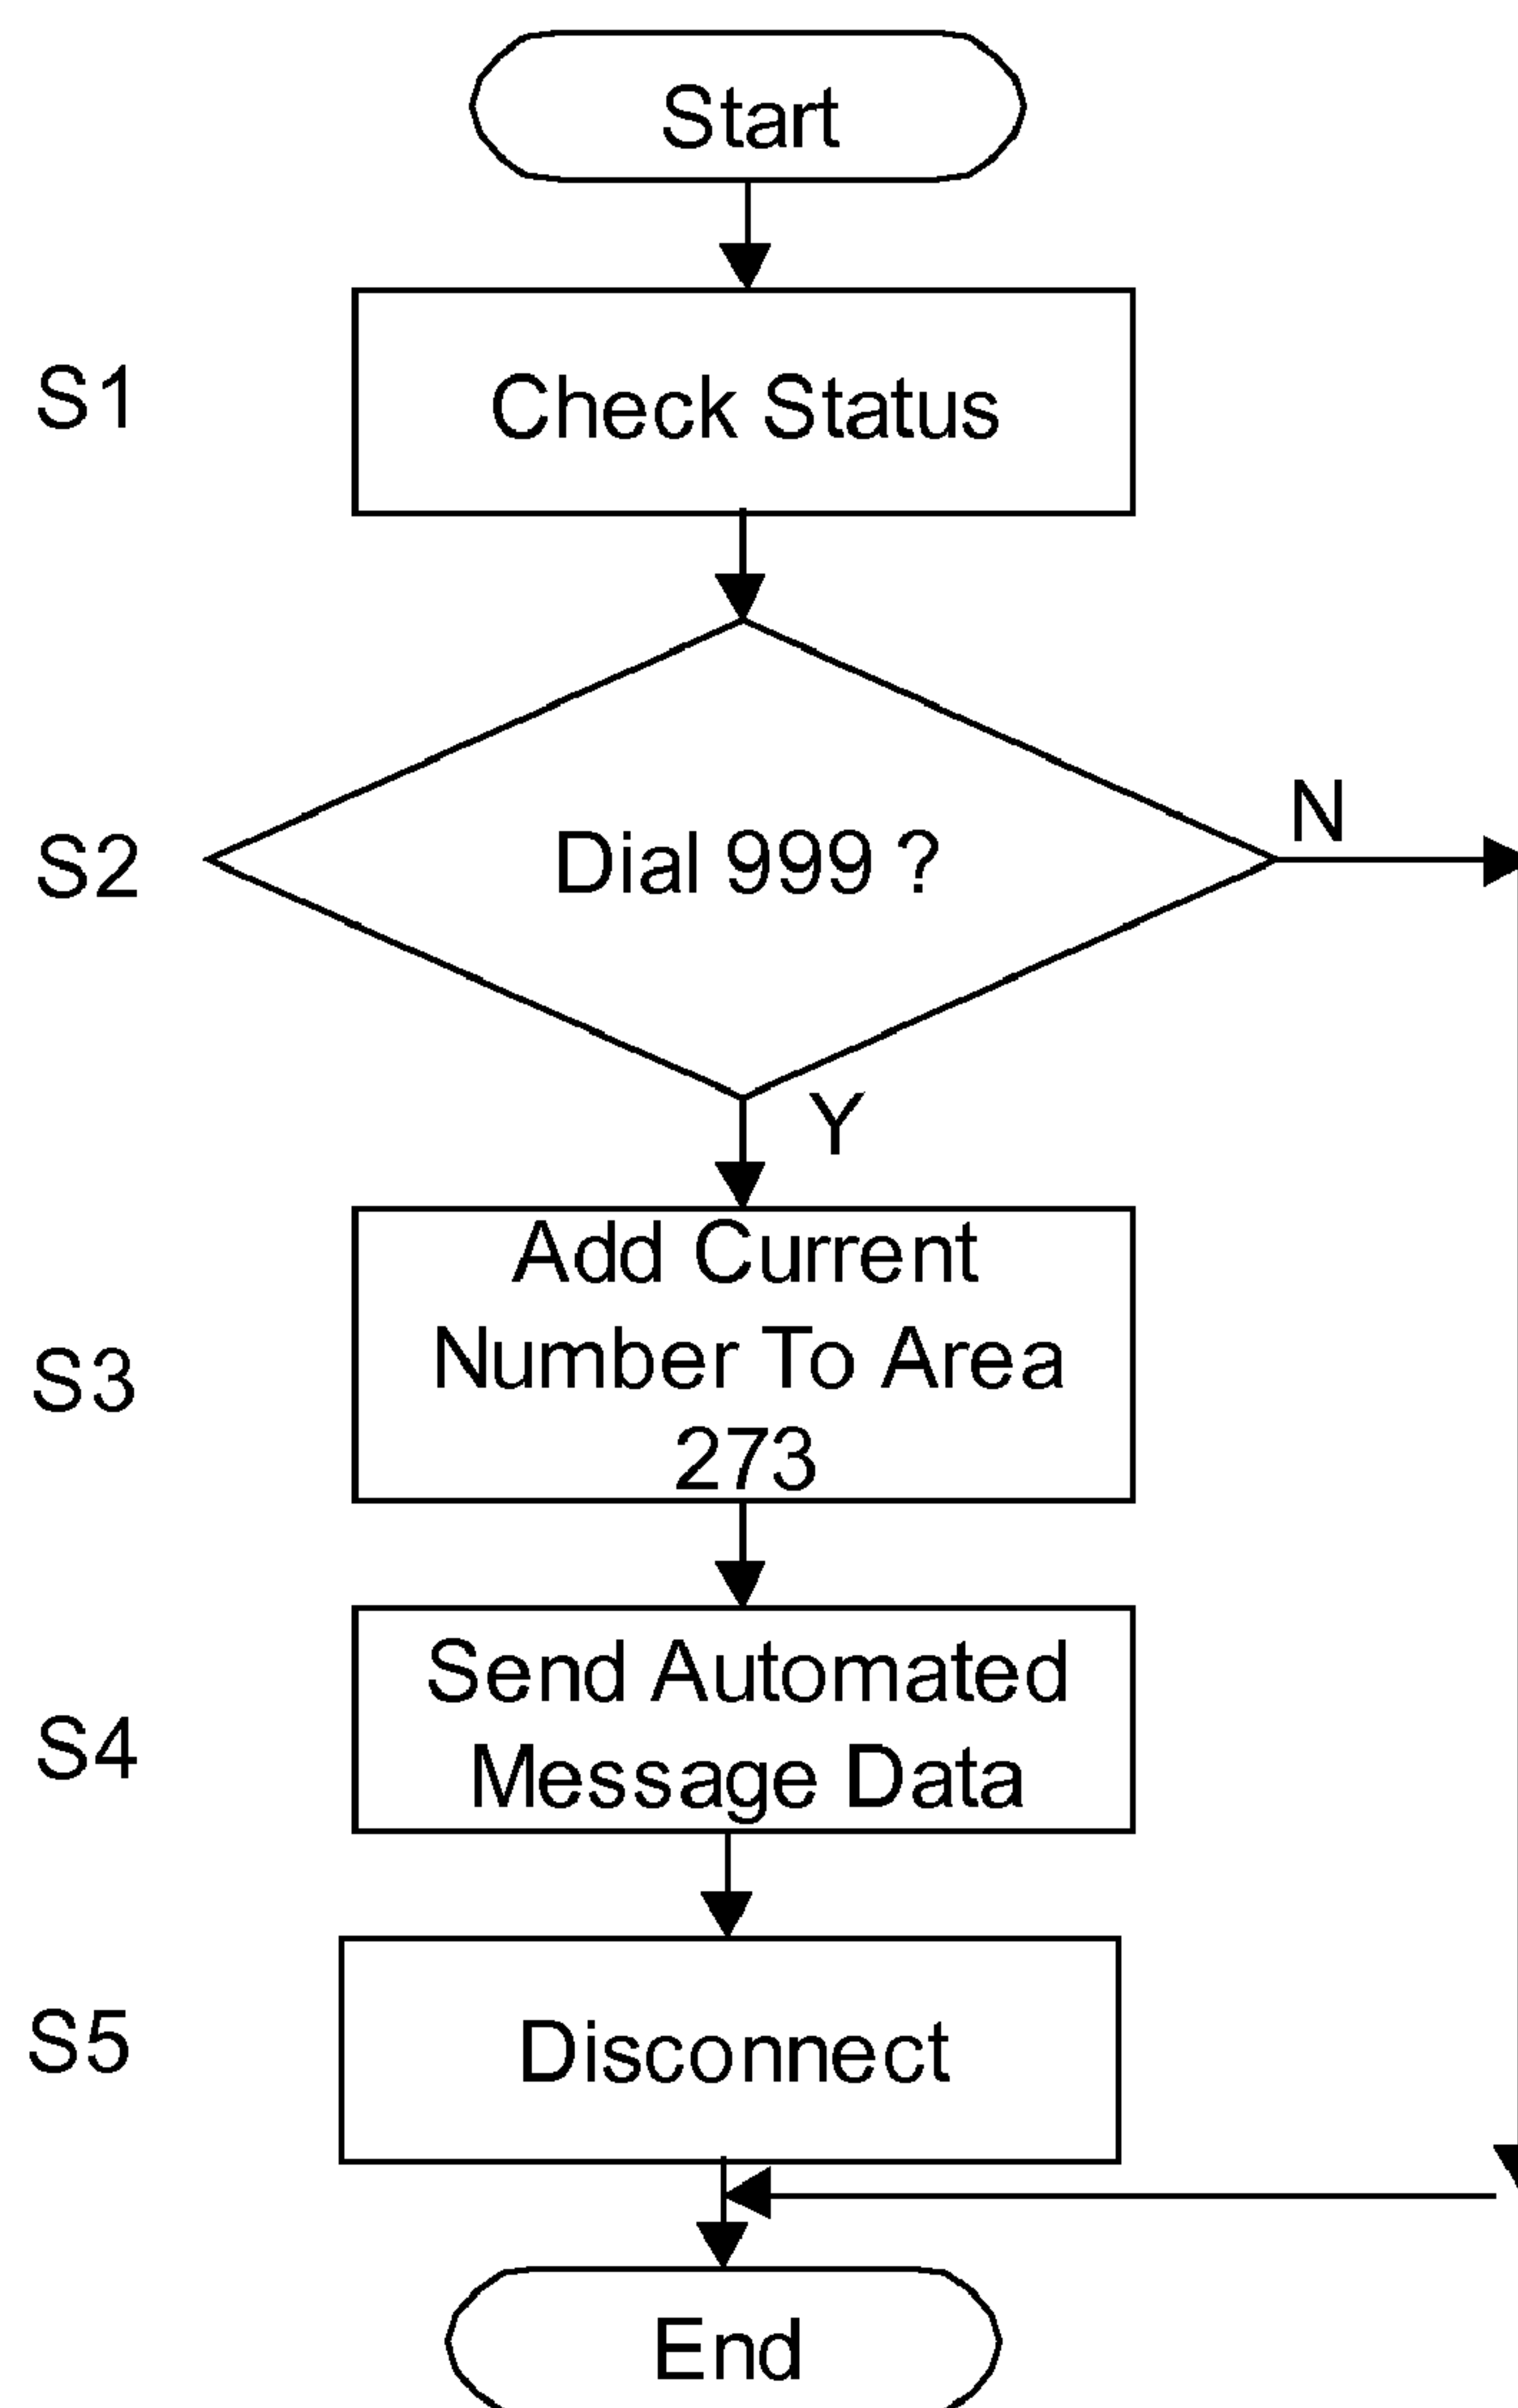 Start
S1
Check Status
S2
Dial 999 ?
N
Y
S3
Add Current
Number To Area
273
S4
Send Automated
Message Data
S5
Disconnect
End